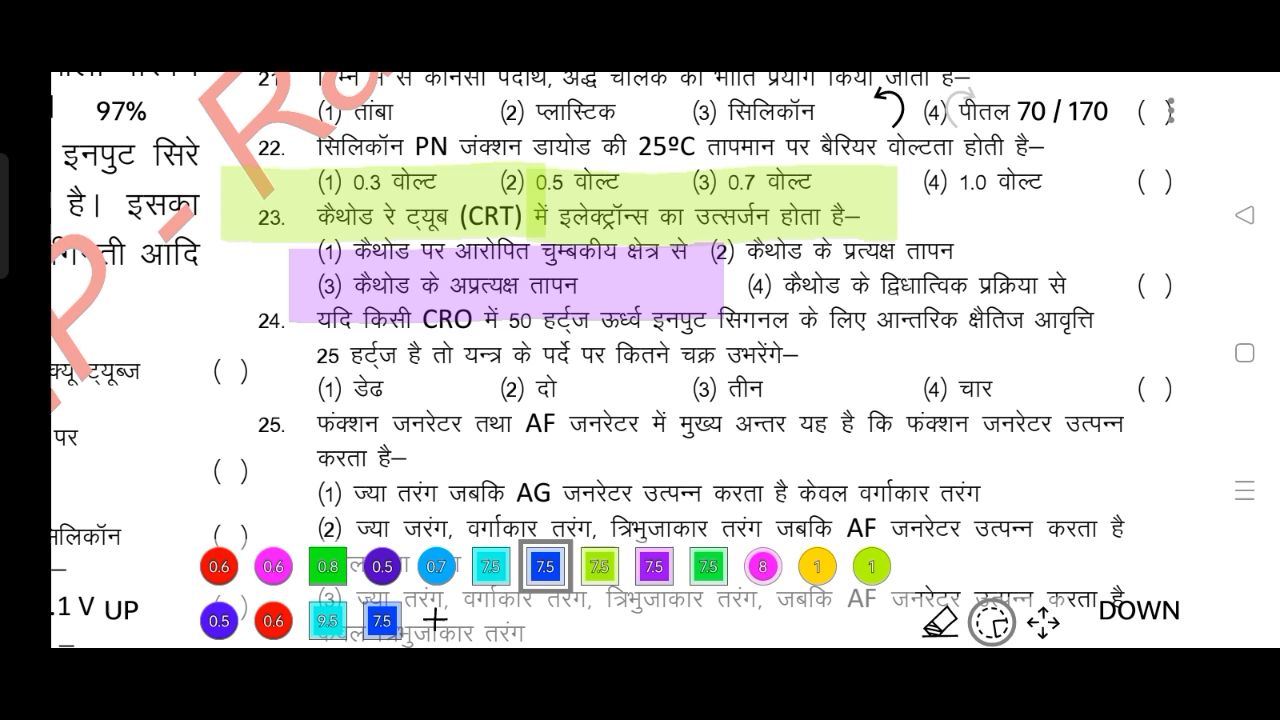 97%
इनपुट सिरे
है। इसका
ती आदि
क्यू ट्यूब्ज ( )
पर
( )
सिलिकॉन ( )
.1 V UP ( )
P - Ra
21. निम्न में से कौनसा पदार्थ, अर्द्ध चालक की भांति प्रयोग किया जाता है—
(1) तांबा (2) प्लास्टिक (3) सिलिकॉन (4) पीतल 70 / 170 ( )
22. सिलिकॉन PN जंक्शन डायोड की 25ºC तापमान पर बैरियर वोल्टता होती है—
(1) 0.3 वोल्ट (2) 0.5 वोल्ट (3) 0.7 वोल्ट (4) 1.0 वोल्ट ( )
23. कैथोड रे ट्यूब (CRT) में इलेक्ट्रॉन्स का उत्सर्जन होता है—
(1) कैथोड पर आरोपित चुम्बकीय क्षेत्र से (2) कैथोड के प्रत्यक्ष तापन
(3) कैथोड के अप्रत्यक्ष तापन (4) कैथोड के द्विधात्विक प्रक्रिया से ( )
24. यदि किसी CRO में 50 हर्ट्ज ऊर्ध्व इनपुट सिगनल के लिए आन्तरिक क्षैतिज आवृत्ति
25 हर्ट्ज है तो यन्त्र के पर्दे पर कितने चक्र उभरेंगे—
(1) डेढ (2) दो (3) तीन (4) चार ( )
25. फंक्शन जनरेटर तथा AF जनरेटर में मुख्य अन्तर यह है कि फंक्शन जनरेटर उत्पन्न
करता है—
(1) ज्या तरंग जबकि AG जनरेटर उत्पन्न करता है केवल वर्गाकार तरंग
(2) ज्या जरंग, वर्गाकार तरंग, त्रिभुजाकार तरंग जबकि AF जनरेटर उत्पन्न करता है
0.6 0.6 0.8 0.5 0.7 7.5 7.5 7.5 7.5 7.5 8 1 1
(3) ज्या तरंग, वर्गाकार तरंग, त्रिभुजाकार तरंग, जबकि AF जनरेटर उत्पन्न करता है
0.5 0.6 9.5 7.5 + DOWN
केवल त्रिभुजाकार तरंग